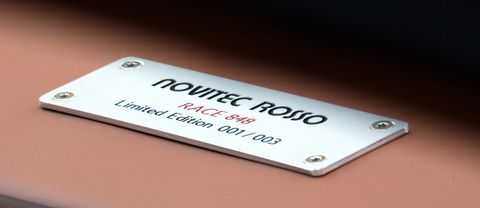 NOVITEC ROSSO
RACE 848
Limited Edition 001/003